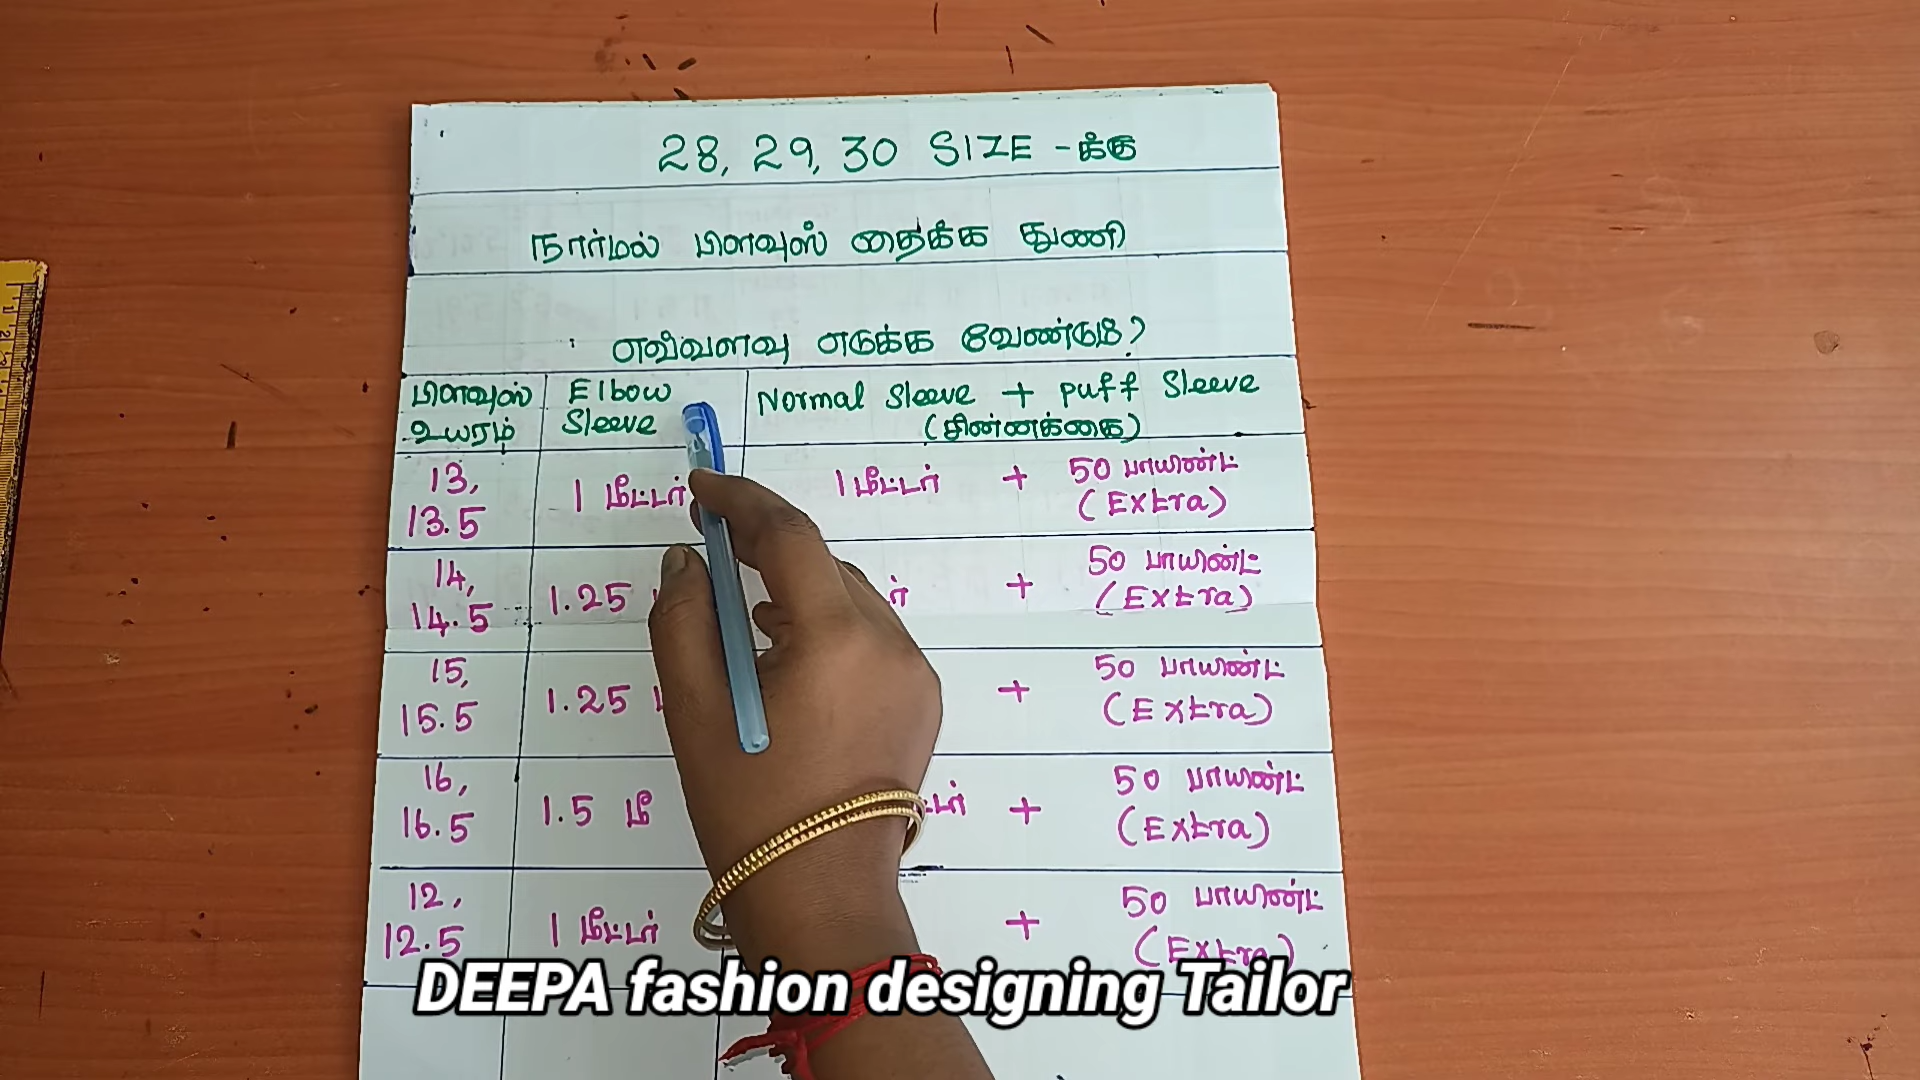 28, 29, 30 SIZE -க்கு
நார்மல் பிளவுஸ் தைக்க துணி
எவ்வளவு எடுக்க வேண்டும்?
பிளவுஸ் உயரம்
Elbow Sleeve
Normal Sleeve + puff Sleeve
(சின்னக்கை)
13,
13.5
1 மீட்டர்
1 மீட்டர் + 50 பாயிண்ட்
(Extra)
14,
14.5
1.25
+ 50 பாயிண்ட்
(Extra)
15,
15.5
1.25
+ 50 பாயிண்ட்
(Extra)
16,
16.5
1.5 மீ
+ 50 பாயிண்ட்
(Extra)
12,
12.5
1 மீட்டர்
+ 50 பாயிண்ட்
(Extra)
DEEPA fashion designing Tailor